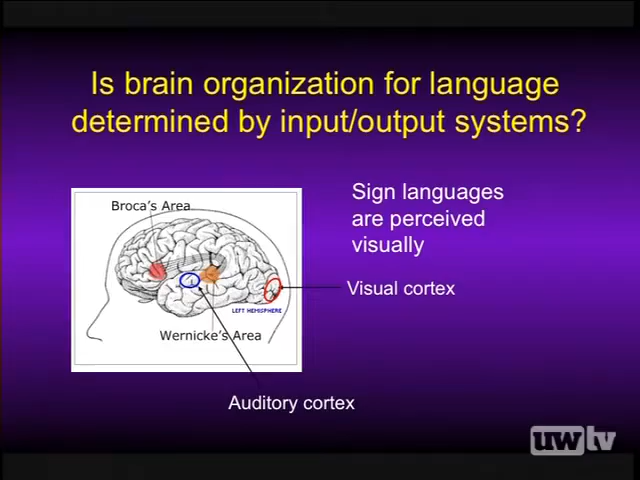 Is brain organization for language
determined by input/output systems?
Sign languages
are perceived
visually
Broca's Area
Visual cortex
LEFT HEMISPHERE
Wernicke's Area
Auditory cortex
uwtv